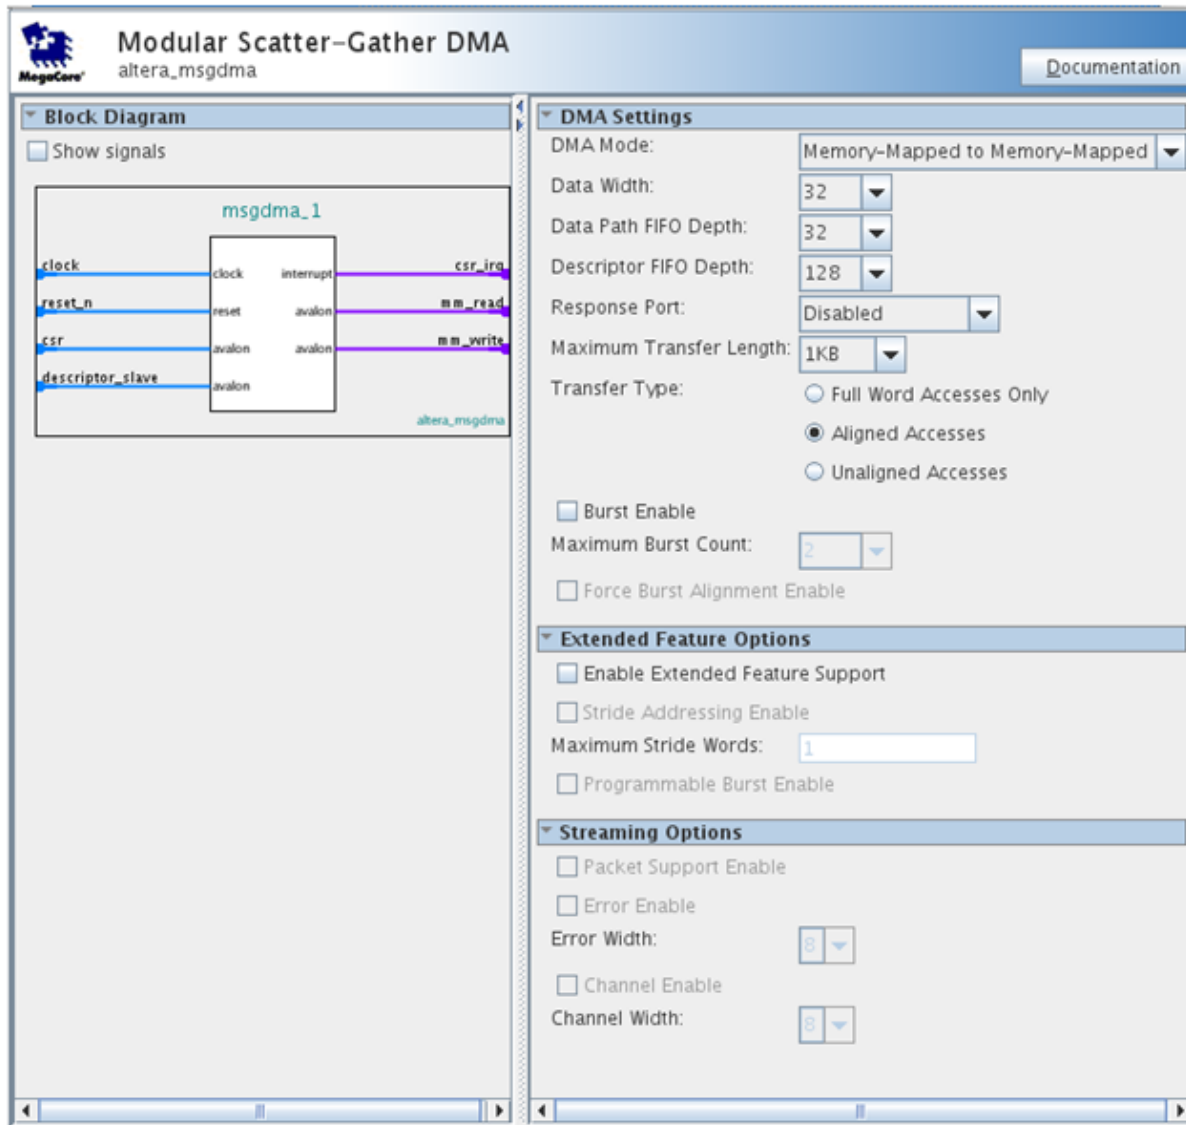 Modular Scatter-Gather DMA
altera_msgdma
MegaCore'
Documentation
Block Diagram
Show signals
msgdma_1
clock
clock
interrupt
csr_irq
reset_n
reset
avalon
mm_read
csr
avalon
avalon
mm_write
descriptor_slave
avalon
altera_msgdma
DMA Settings
DMA Mode:
Memory-Mapped to Memory-Mapped
Data Width:
32
Data Path FIFO Depth:
32
Descriptor FIFO Depth:
128
Response Port:
Disabled
Maximum Transfer Length:
1KB
Transfer Type:
Full Word Accesses Only
Aligned Accesses
Unaligned Accesses
Burst Enable
Maximum Burst Count:
2
Force Burst Alignment Enable
Extended Feature Options
Enable Extended Feature Support
Stride Addressing Enable
Maximum Stride Words:
1
Programmable Burst Enable
Streaming Options
Packet Support Enable
Error Enable
Error Width:
8
Channel Enable
Channel Width:
8